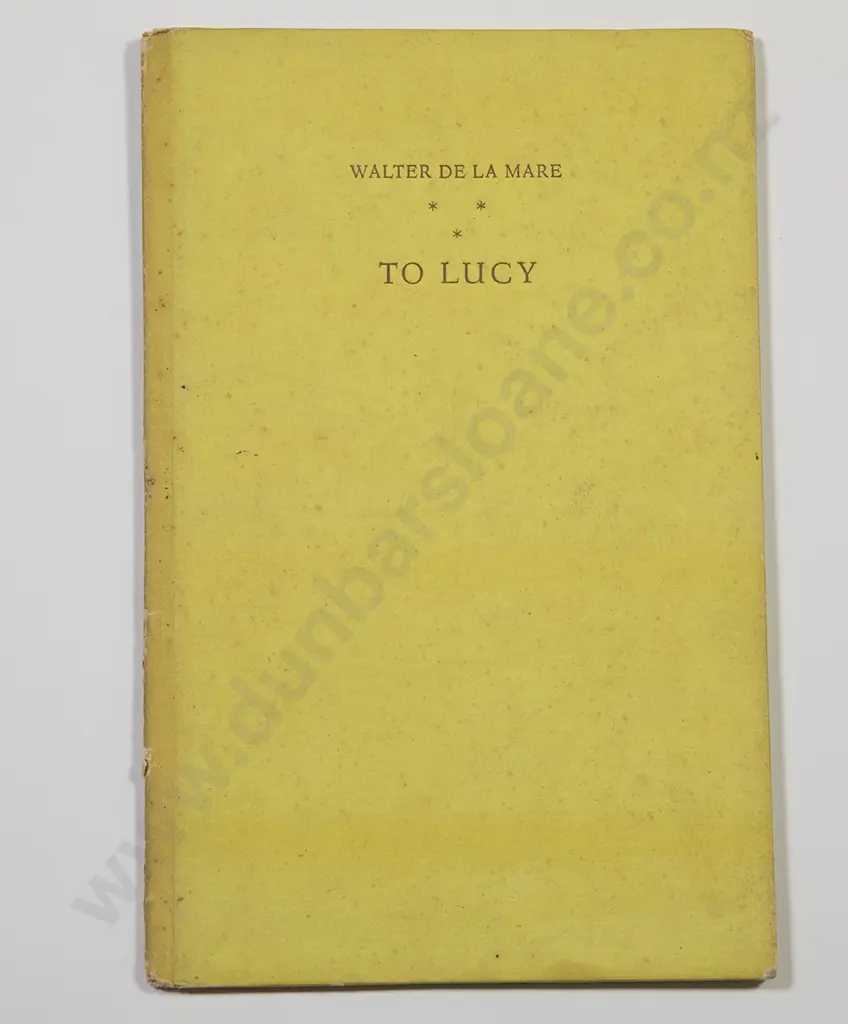 WALTER DE LA MARE
* *
*
TO LUCY
www.dunbarsloane.co.nz